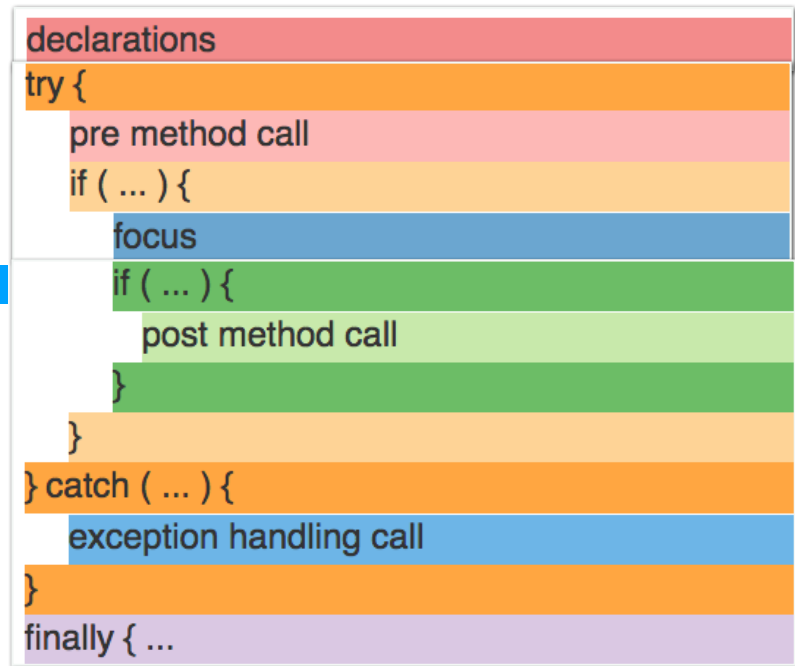 declarations
try {
pre method call
if ( ... ) {
focus
if ( ... ) {
post method call
}
}
} catch ( ... ) {
exception handling call
}
finally { ...